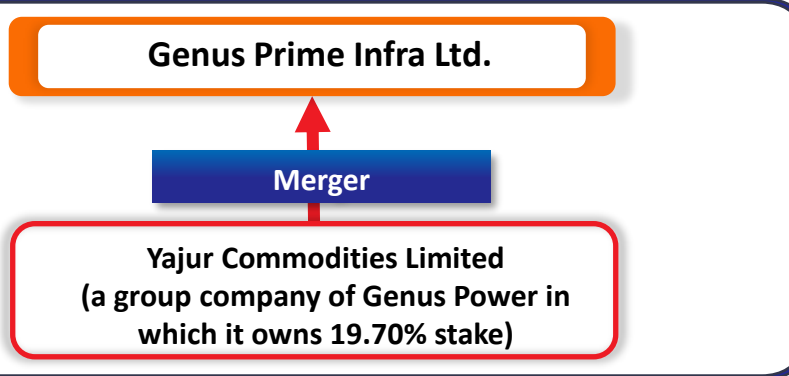 Genus Prime Infra Ltd.
Merger
Yajur Commodities Limited
(a group company of Genus Power in
which it owns 19.70% stake)